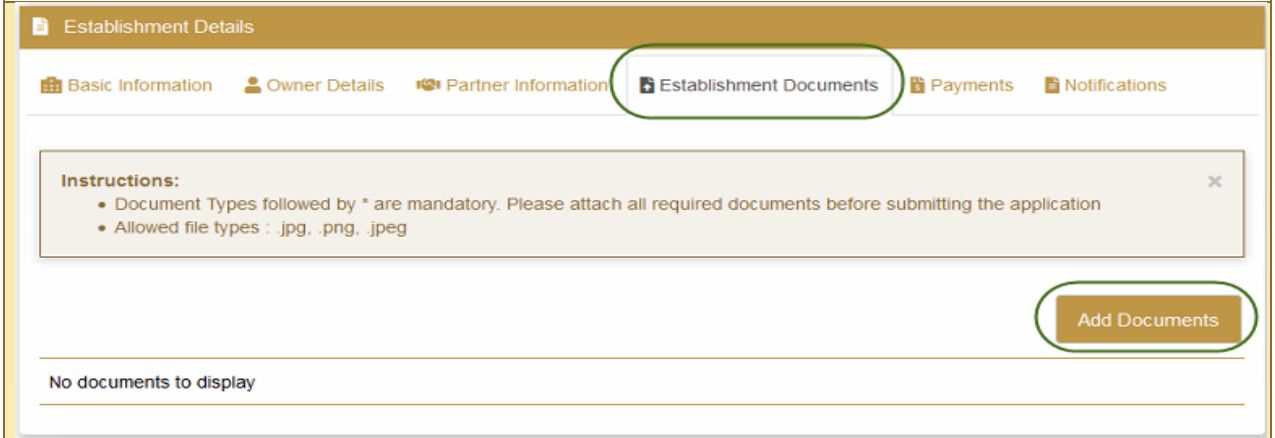 Establishment Details
Basic Information Owner Details Partner Information Establishment Documents Payments Notifications
Instructions:
• Document Types followed by * are mandatory. Please attach all required documents before submitting the application
• Allowed file types : .jpg, .png, .jpeg
×
Add Documents
No documents to display